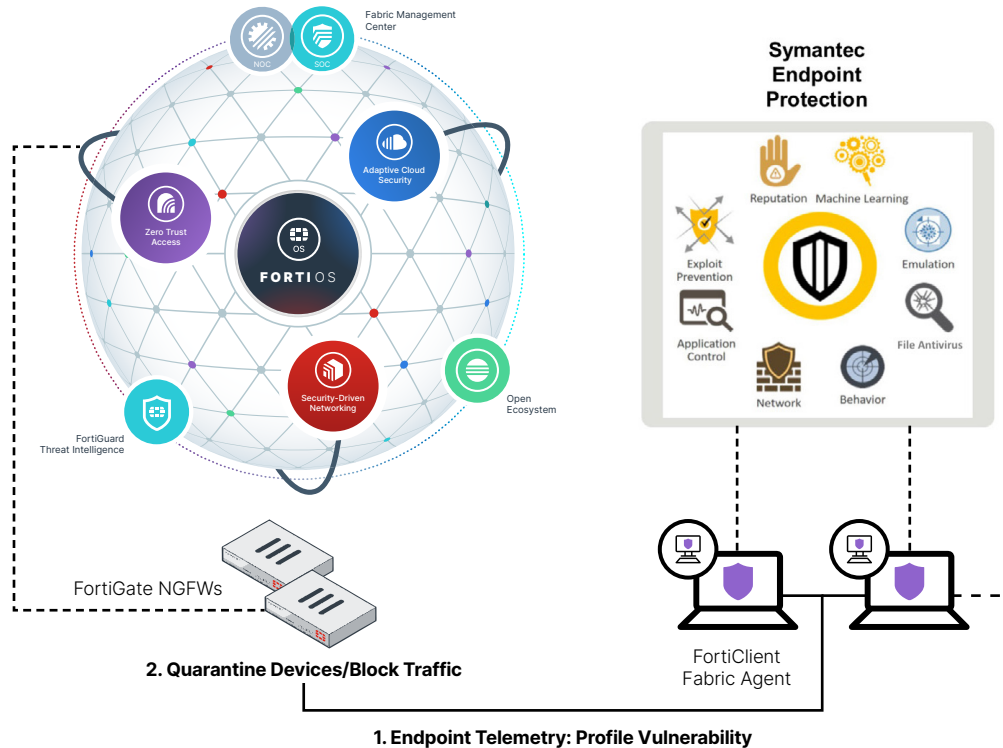 Fabric Management
Center
NOC
SOC
Adaptive Cloud
Security
Zero Trust
Access
OS
FORTIOS
Security-Driven
Networking
Open
Ecosystem
FortiGuard
Threat Intelligence
FortiGate NGFWs
2. Quarantine Devices/Block Traffic
Symantec
Endpoint
Protection
Reputation
Machine Learning
Exploit
Prevention
Emulation
Application
Control
File Antivirus
Network
Behavior
FortiClient
Fabric Agent
1. Endpoint Telemetry: Profile Vulnerability